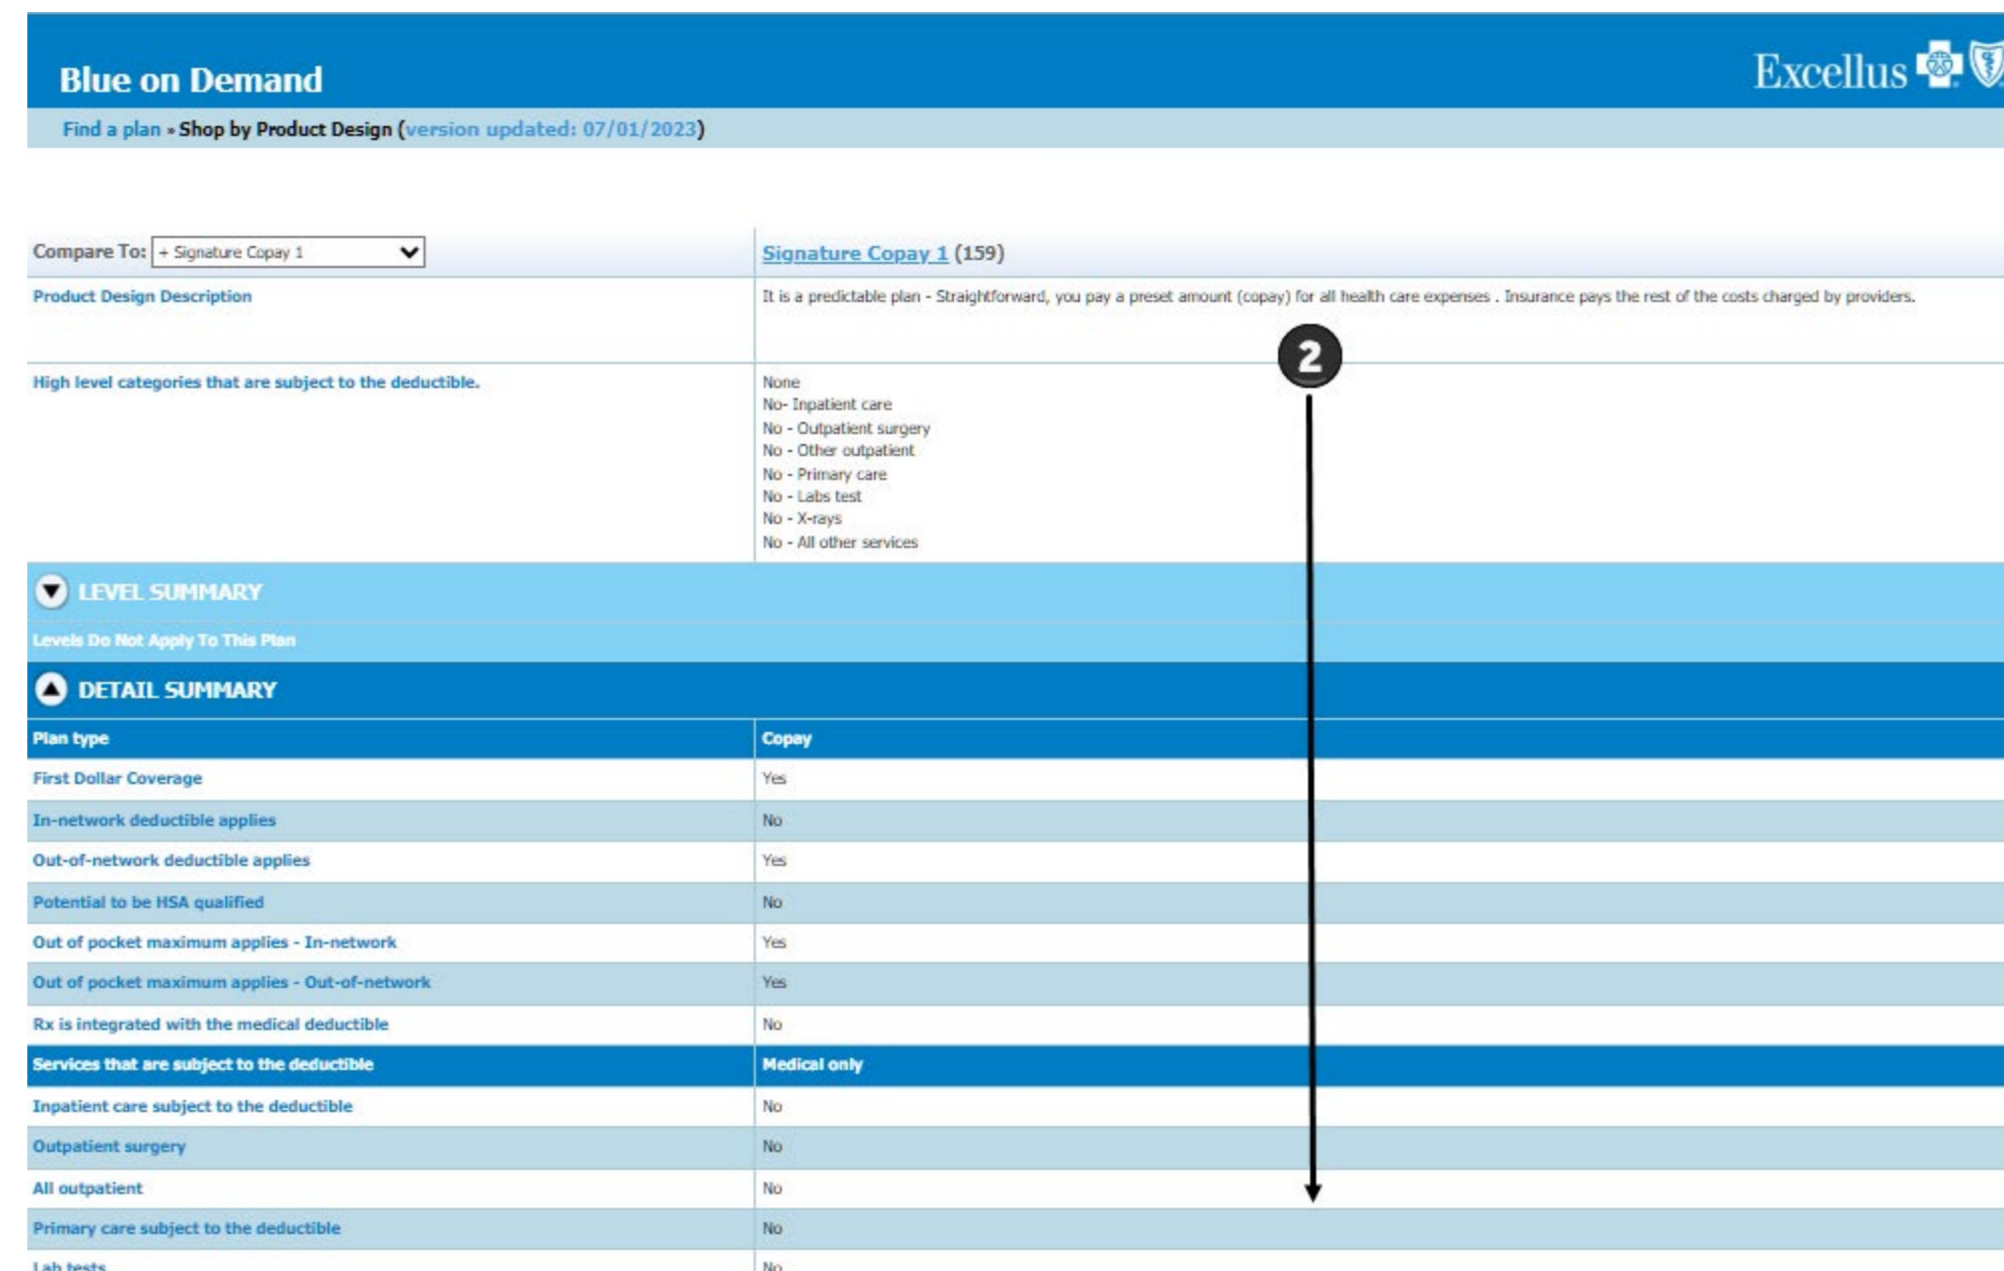 Blue on Demand
Excellus
Find a plan » Shop by Product Design (version updated: 07/01/2023)
Compare To: + Signature Copay 1
Signature Copay 1 (159)
Product Design Description
It is a predictable plan - Straightforward, you pay a preset amount (copay) for all health care expenses . Insurance pays the rest of the costs charged by providers.
2
High level categories that are subject to the deductible.
None
No- Inpatient care
No - Outpatient surgery
No - Other outpatient
No - Primary care
No - Labs test
No - X-rays
No - All other services
LEVEL SUMMARY
Levels Do Not Apply To This Plan
DETAIL SUMMARY
Plan type Copay
First Dollar Coverage Yes
In-network deductible applies No
Out-of-network deductible applies Yes
Potential to be HSA qualified No
Out of pocket maximum applies - In-network Yes
Out of pocket maximum applies - Out-of-network Yes
Rx is integrated with the medical deductible No
Services that are subject to the deductible Medical only
Inpatient care subject to the deductible No
Outpatient surgery No
All outpatient No
Primary care subject to the deductible No
Lab tests No